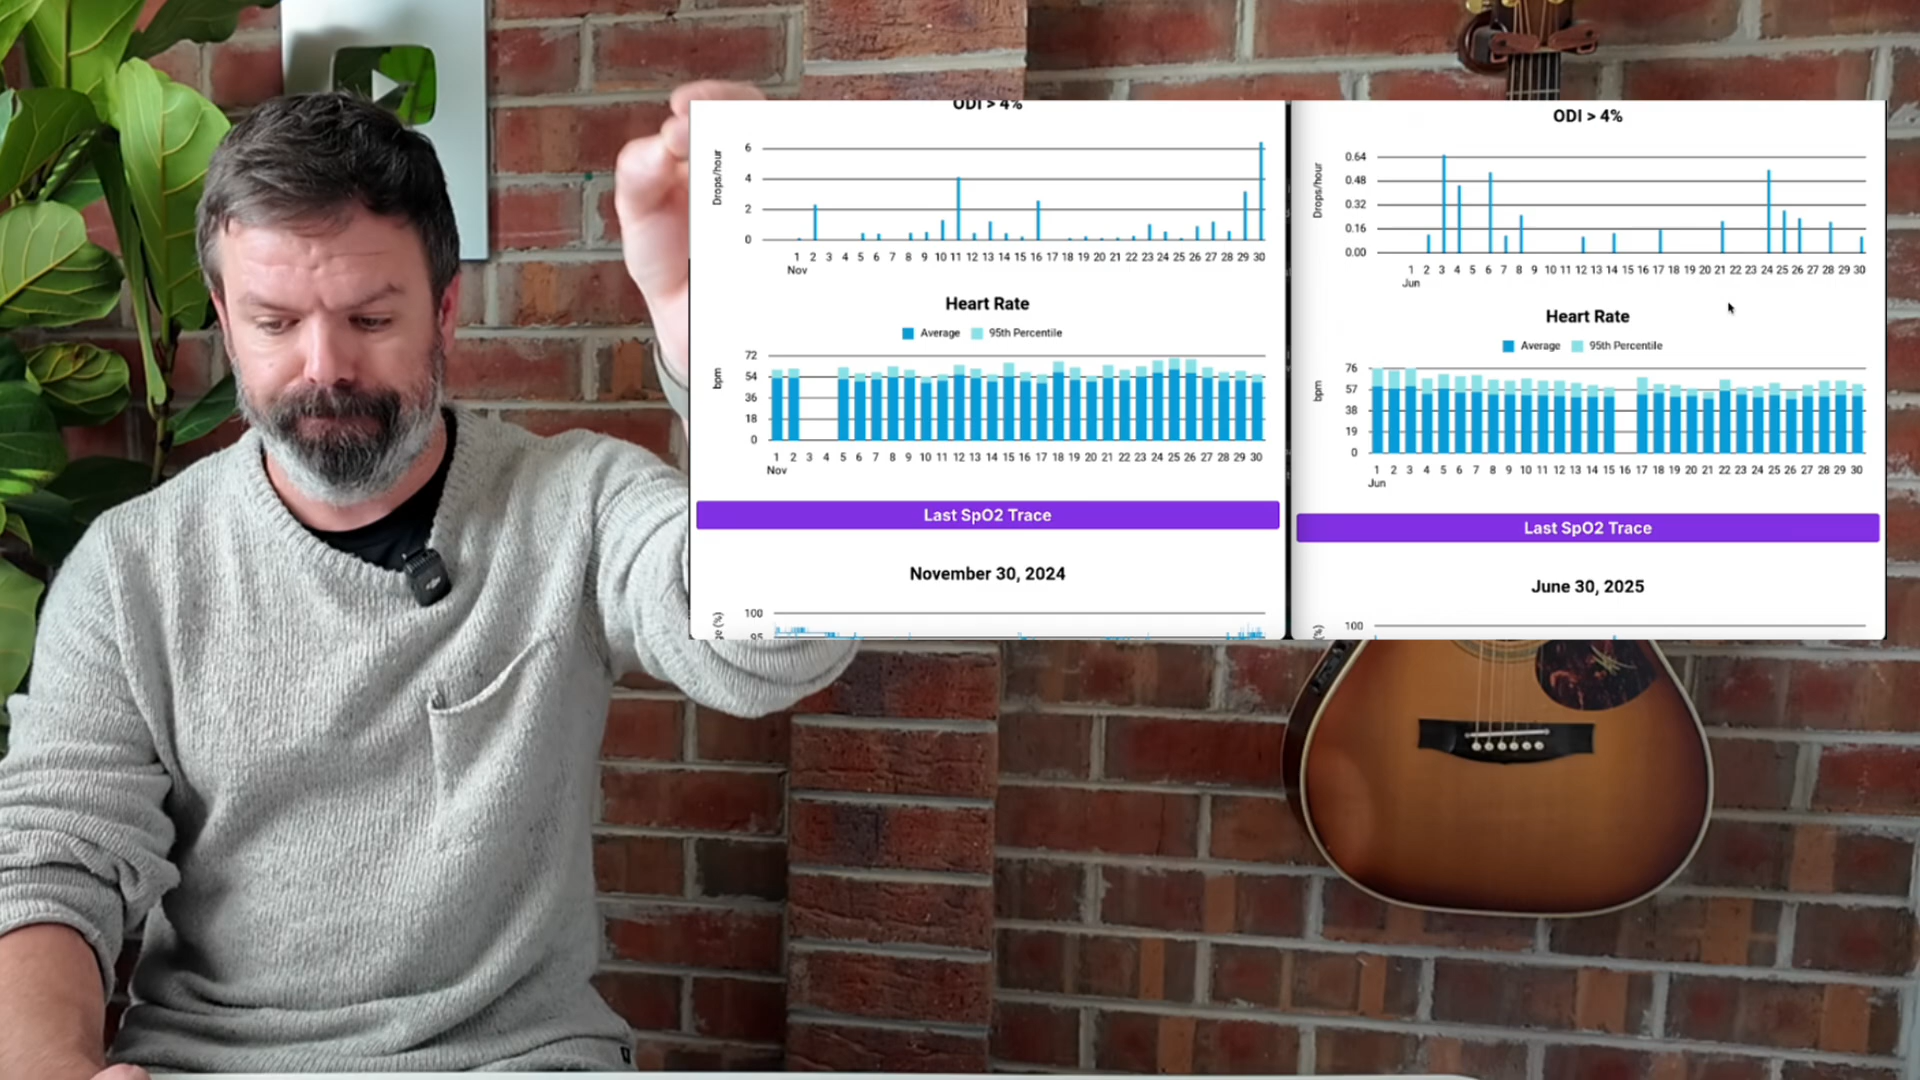 ODI > 4%
Drops/hour
6
4
2
0
1 2 3 4 5 6 7 8 9 10 11 12 13 14 15 16 17 18 19 20 21 22 23 24 25 26 27 28 29 30
Nov
Heart Rate
Average 95th Percentile
bpm
72
54
36
18
0
1 2 3 4 5 6 7 8 9 10 11 12 13 14 15 16 17 18 19 20 21 22 23 24 25 26 27 28 29 30
Nov
Last SpO2 Trace
November 30, 2024
100
95
(%)
ODI > 4%
Drops/hour
0.64
0.48
0.32
0.16
0.00
1 2 3 4 5 6 7 8 9 10 11 12 13 14 15 16 17 18 19 20 21 22 23 24 25 26 27 28 29 30
Jun
Heart Rate
Average 95th Percentile
bpm
76
57
38
19
0
1 2 3 4 5 6 7 8 9 10 11 12 13 14 15 16 17 18 19 20 21 22 23 24 25 26 27 28 29 30
Jun
Last SpO2 Trace
June 30, 2025
100
(%)